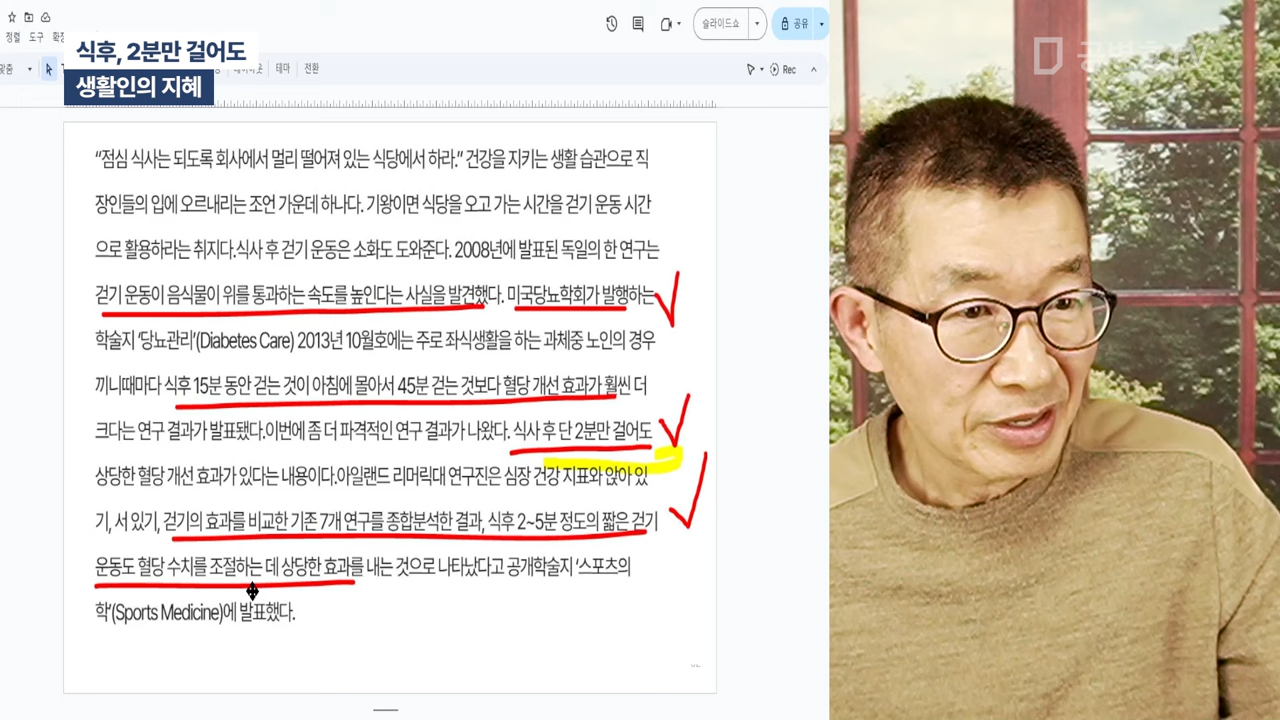 정렬 도구 확장
식후, 2분만 걸어도
생활인의 지혜
맞춤
테마 전환
슬라이드쇼
공유
Rec
공병호TV
“점심 식사는 되도록 회사에서 멀리 떨어져 있는 식당에서 하라.” 건강을 지키는 생활 습관으로 직
장인들의 입에 오르내리는 조언 가운데 하나다. 기왕이면 식당을 오고 가는 시간을 걷기 운동 시간
으로 활용하라는 취지다.식사 후 걷기 운동은 소화도 도와준다. 2008년에 발표된 독일의 한 연구는
걷기 운동이 음식물이 위를 통과하는 속도를 높인다는 사실을 발견했다. 미국당뇨학회가 발행하는
학술지 ‘당뇨관리’(Diabetes Care) 2013년 10월호에는 주로 좌식생활을 하는 과체중 노인의 경우
끼니때마다 식후 15분 동안 걷는 것이 아침에 몰아서 45분 걷는 것보다 혈당 개선 효과가 훨씬 더
크다는 연구 결과가 발표됐다.이번에 좀 더 파격적인 연구 결과가 나왔다. 식사 후 단 2분만 걸어도
상당한 혈당 개선 효과가 있다는 내용이다.아일랜드 리머릭대 연구진은 심장 건강 지표와 앉아 있
기, 서 있기, 걷기의 효과를 비교한 기존 7개 연구를 종합분석한 결과, 식후 2~5분 정도의 짧은 걷기
운동도 혈당 수치를 조절하는 데 상당한 효과를 내는 것으로 나타났다고 공개학술지 ‘스포츠의
학’(Sports Medicine)에 발표했다.